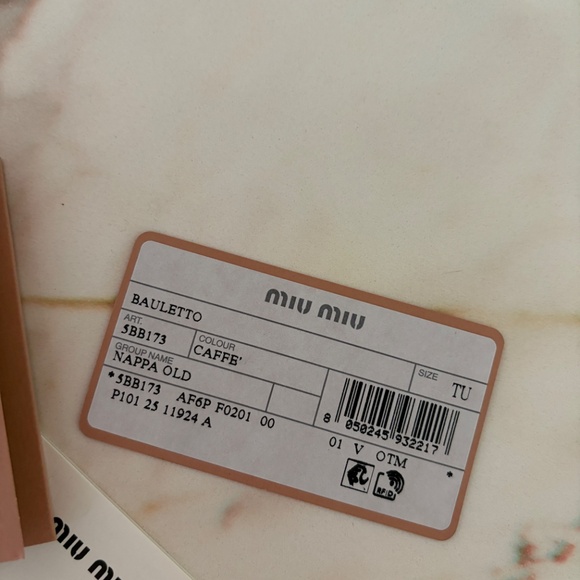 miu miu
BAULETTO
ART.
5BB173
COLOUR
CAFFE'
SIZE
TU
GROUP NAME
NAPPA OLD
*5BB173 AF6P F0201 00
P101 25 11924 A
8 050245 932217
01 V OTM
*
RFID
miu miu